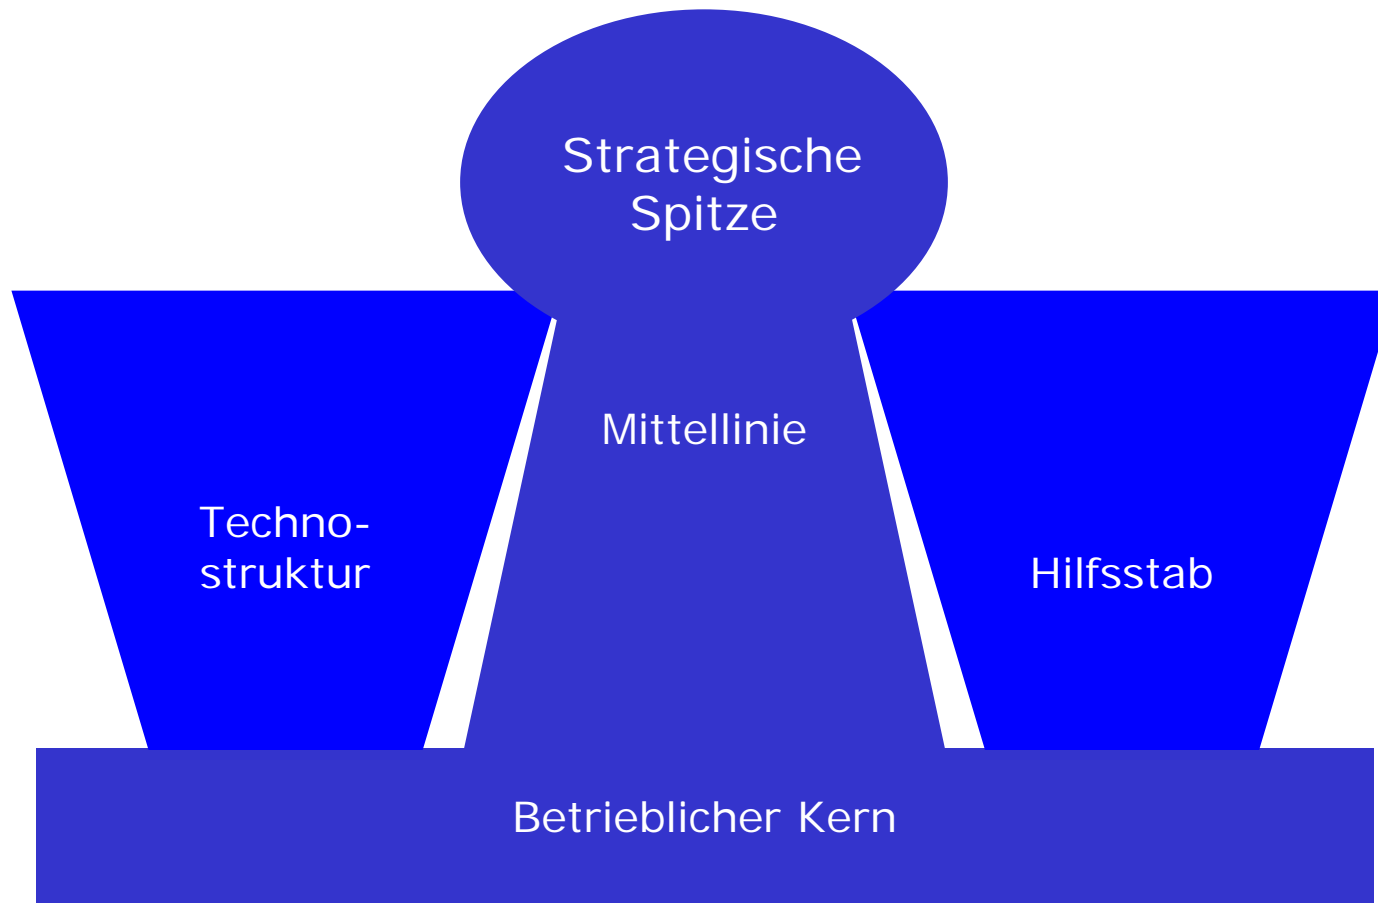 Strategische
Spitze
Mittellinie
Techno-
struktur
Hilfsstab
Betrieblicher Kern